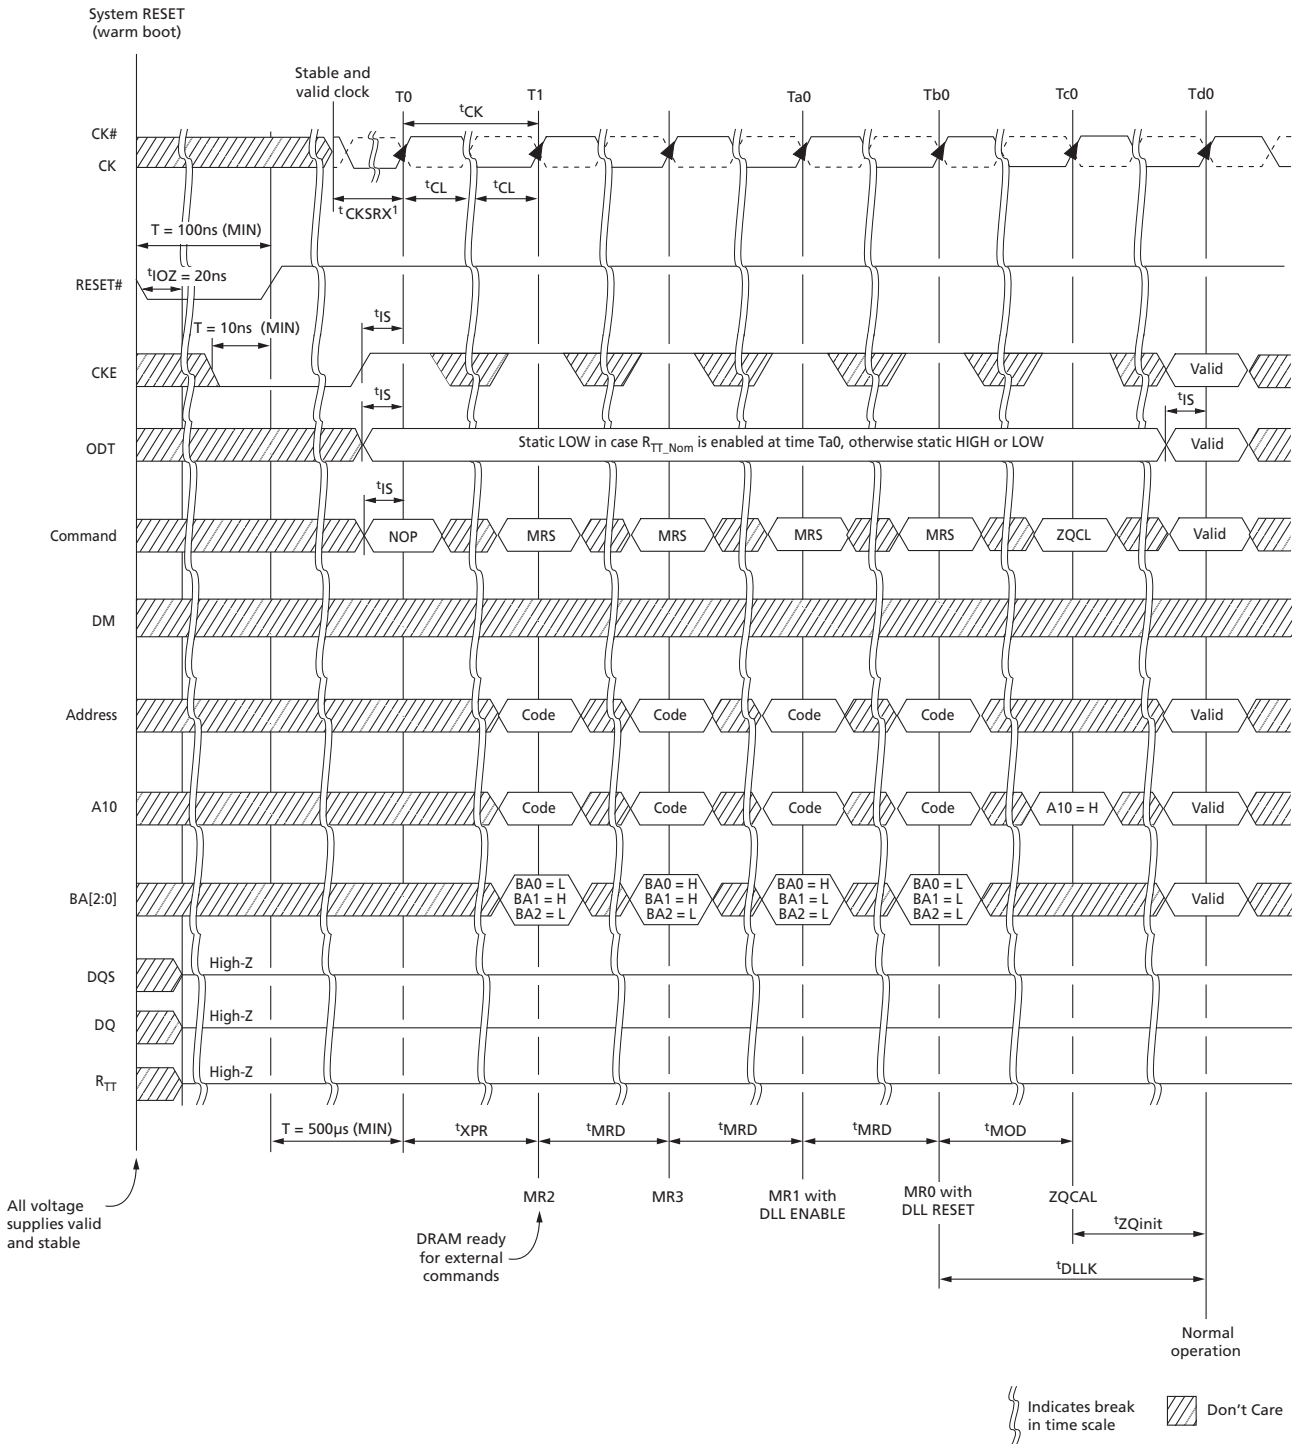 System RESET
(warm boot)
Stable and
valid clock
T0
T1
Ta0
Tb0
Tc0
Td0
tCK
CK#
CK
tCL
tCL
tCKSRX1
T = 100ns (MIN)
tIOZ = 20ns
RESET#
T = 10ns (MIN)
tIS
CKE
Valid
tIS
tIS
ODT
Static LOW in case RTT_Nom is enabled at time Ta0, otherwise static HIGH or LOW
Valid
tIS
Command
NOP
MRS
MRS
MRS
MRS
ZQCL
Valid
DM
Address
Code
Code
Code
Code
Valid
A10
Code
Code
Code
Code
A10 = H
Valid
BA[2:0]
BA0 = L
BA1 = H
BA2 = L
BA0 = H
BA1 = H
BA2 = L
BA0 = H
BA1 = L
BA2 = L
BA0 = L
BA1 = L
BA2 = L
Valid
DQS
High-Z
DQ
High-Z
RTT
High-Z
T = 500µs (MIN)
tXPR
tMRD
tMRD
tMRD
tMOD
All voltage
supplies valid
and stable
MR2
MR3
MR1 with
DLL ENABLE
MR0 with
DLL RESET
ZQCAL
DRAM ready
for external
commands
tZQinit
tDLLK
Normal
operation
Indicates break
in time scale
Don't Care